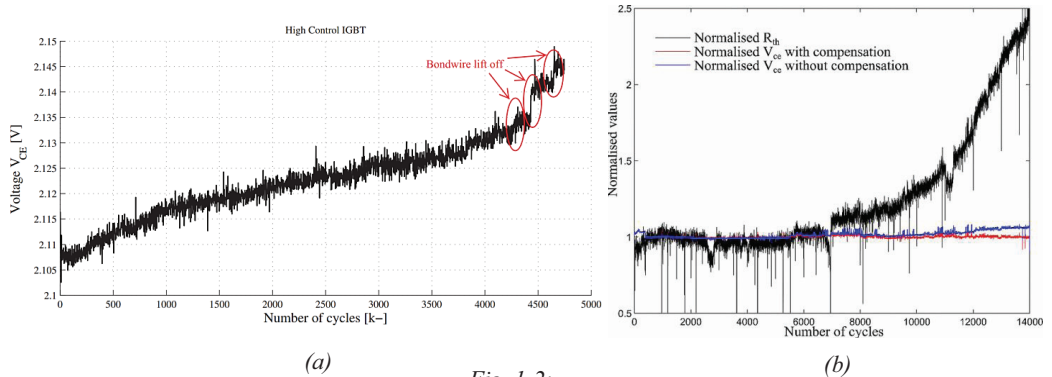 High Control IGBT
Voltage V_CE [V]
2.15
2.145
2.14
2.135
2.13
2.125
2.12
2.115
2.11
2.105
2.1
Bondwire lift off
0 500 1000 1500 2000 2500 3000 3500 4000 4500 5000
Number of cycles [k-]
(a)
Normalised values
2.5
2
1.5
1
0.5
Normalised R_th
Normalised V_ce with compensation
Normalised V_ce without compensation
0 2000 4000 6000 8000 10000 12000 14000
Number of cycles
(b)